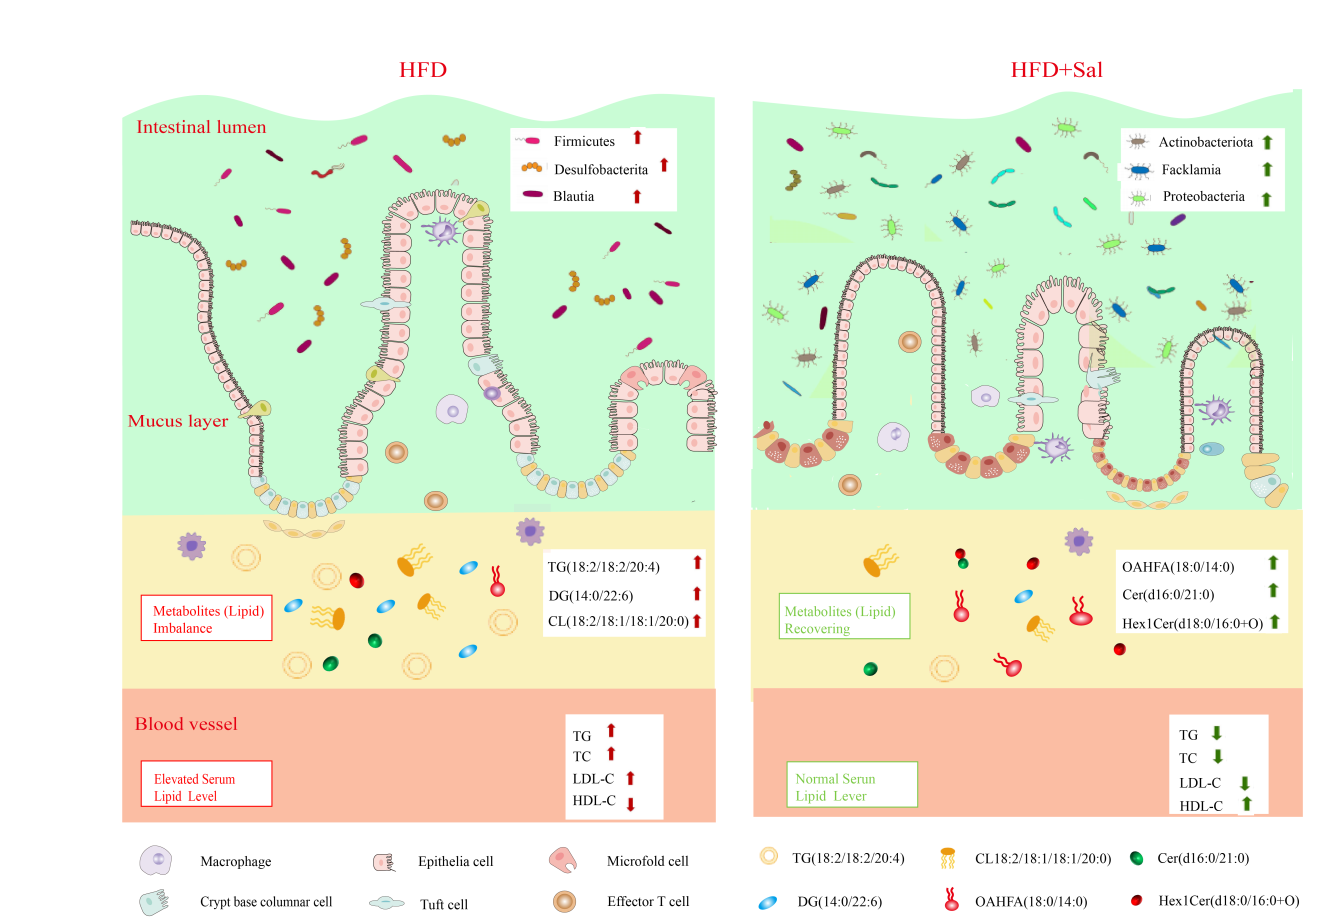 HFD
HFD+Sal
Intestinal lumen
Firmicutes
Desulfobacterita
Blautia
Actinobacteriota
Facklamia
Proteobacteria
Mucus layer
TG(18:2/18:2/20:4)
DG(14:0/22:6)
CL(18:2/18:1/18:1/20:0)
Metabolites (Lipid)
Imbalance
OAHFA(18:0/14:0)
Cer(d16:0/21:0)
Hex1Cer(d18:0/16:0+O)
Metabolites (Lipid)
Recovering
Blood vessel
TG
TC
LDL-C
HDL-C
Elevated Serum
Lipid Level
TG
TC
LDL-C
HDL-C
Normal Serun
Lipid Lever
Macrophage
Epithelia cell
Microfold cell
TG(18:2/18:2/20:4)
CL18:2/18:1/18:1/20:0)
Cer(d16:0/21:0)
Crypt base columnar cell
Tuft cell
Effector T cell
DG(14:0/22:6)
OAHFA(18:0/14:0)
Hex1Cer(d18:0/16:0+O)